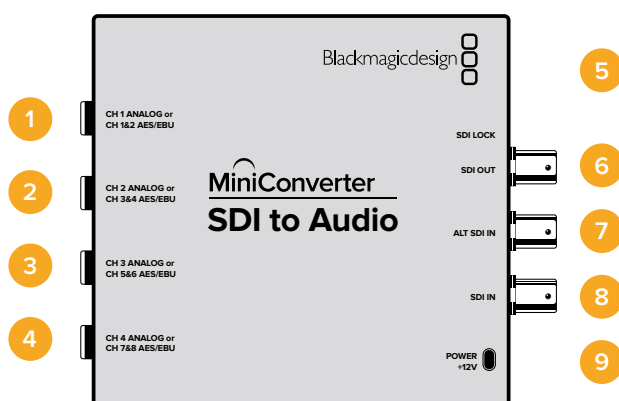 Blackmagicdesign
5
1
CH 1 ANALOG or
CH 1&2 AES/EBU
SDI LOCK
6
SDI OUT
2
CH 2 ANALOG or
CH 3&4 AES/EBU
MiniConverter
SDI to Audio
7
ALT SDI IN
3
CH 3 ANALOG or
CH 5&6 AES/EBU
8
SDI IN
4
CH 4 ANALOG or
CH 7&8 AES/EBU
POWER
+12V
9